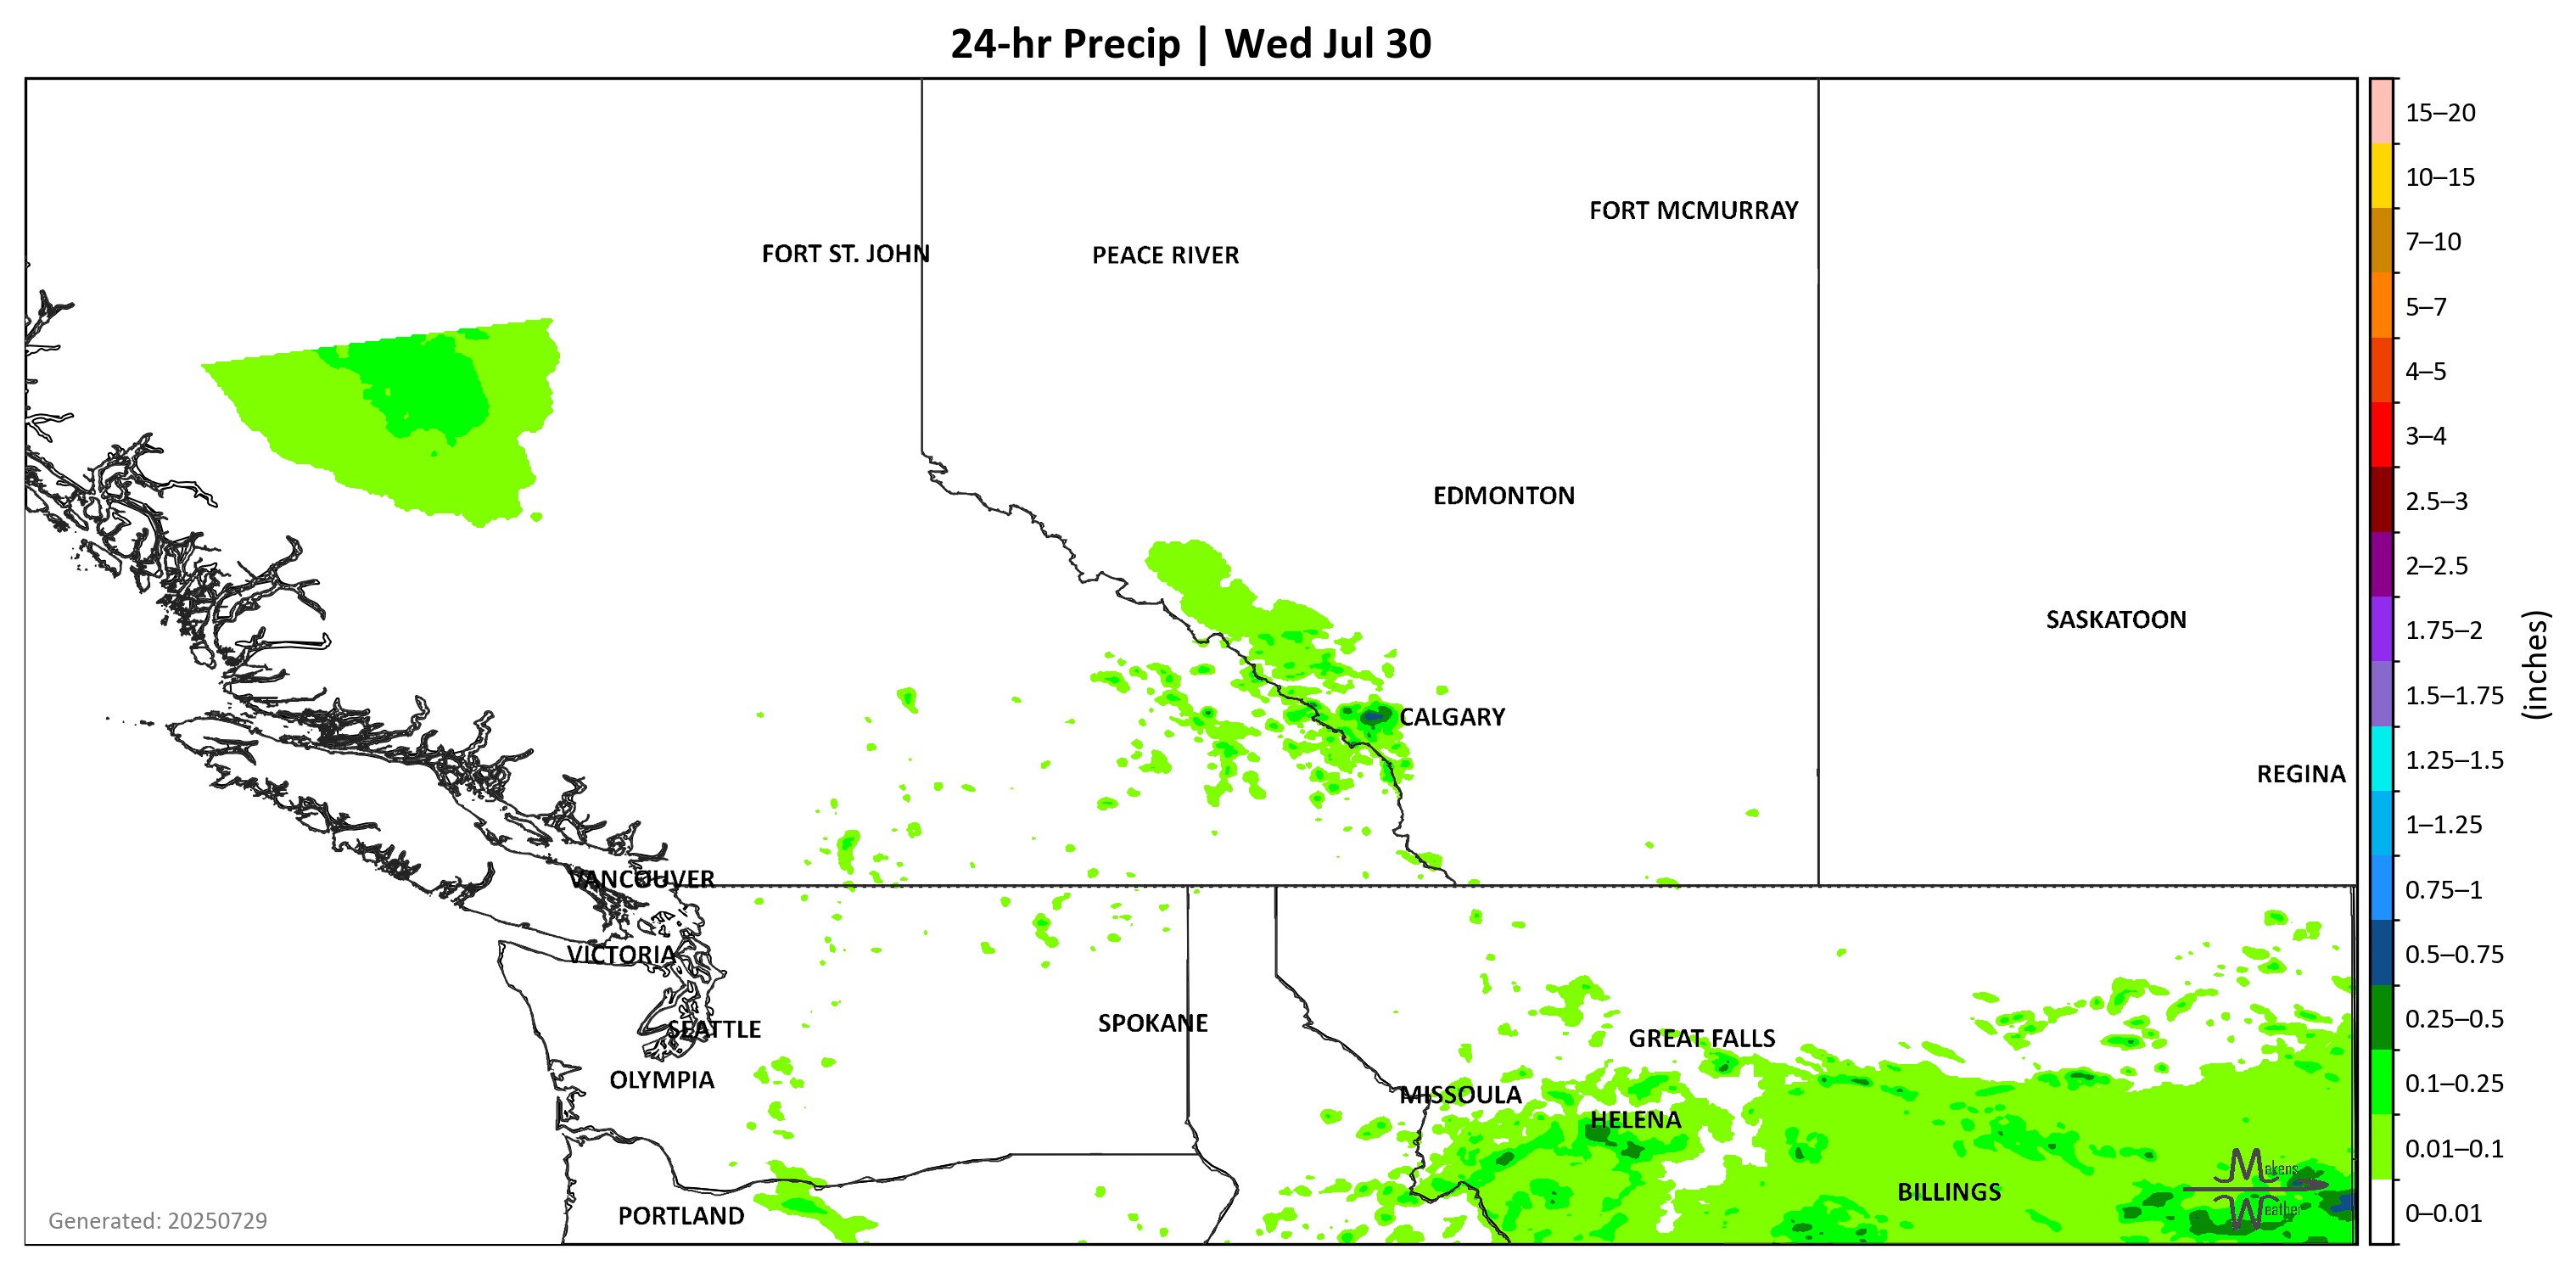 24-hr Precip | Wed Jul 30
15–20
10–15
FORT MCMURRAY
7–10
FORT ST. JOHN
PEACE RIVER
5–7
4–5
3–4
EDMONTON
2.5–3
2–2.5
SASKATOON
1.75–2
(inches)
1.5–1.75
CALGARY
1.25–1.5
REGINA
1–1.25
VANCOUVER
0.75–1
VICTORIA
0.5–0.75
SPOKANE
0.25–0.5
SEATTLE
GREAT FALLS
OLYMPIA
0.1–0.25
MISSOULA
HELENA
0.01–0.1
Makens
Weather
BILLINGS
PORTLAND
0–0.01
Generated: 20250729